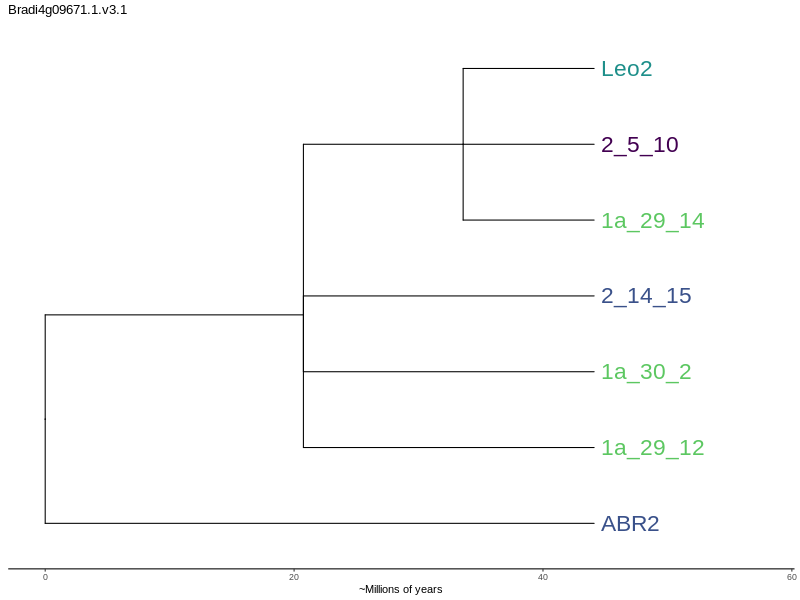 Bradi4g09671.1.v3.1
Leo2
2_5_10
1a_29_14
2_14_15
1a_30_2
1a_29_12
ABR2
0 20 40 60
~Millions of years